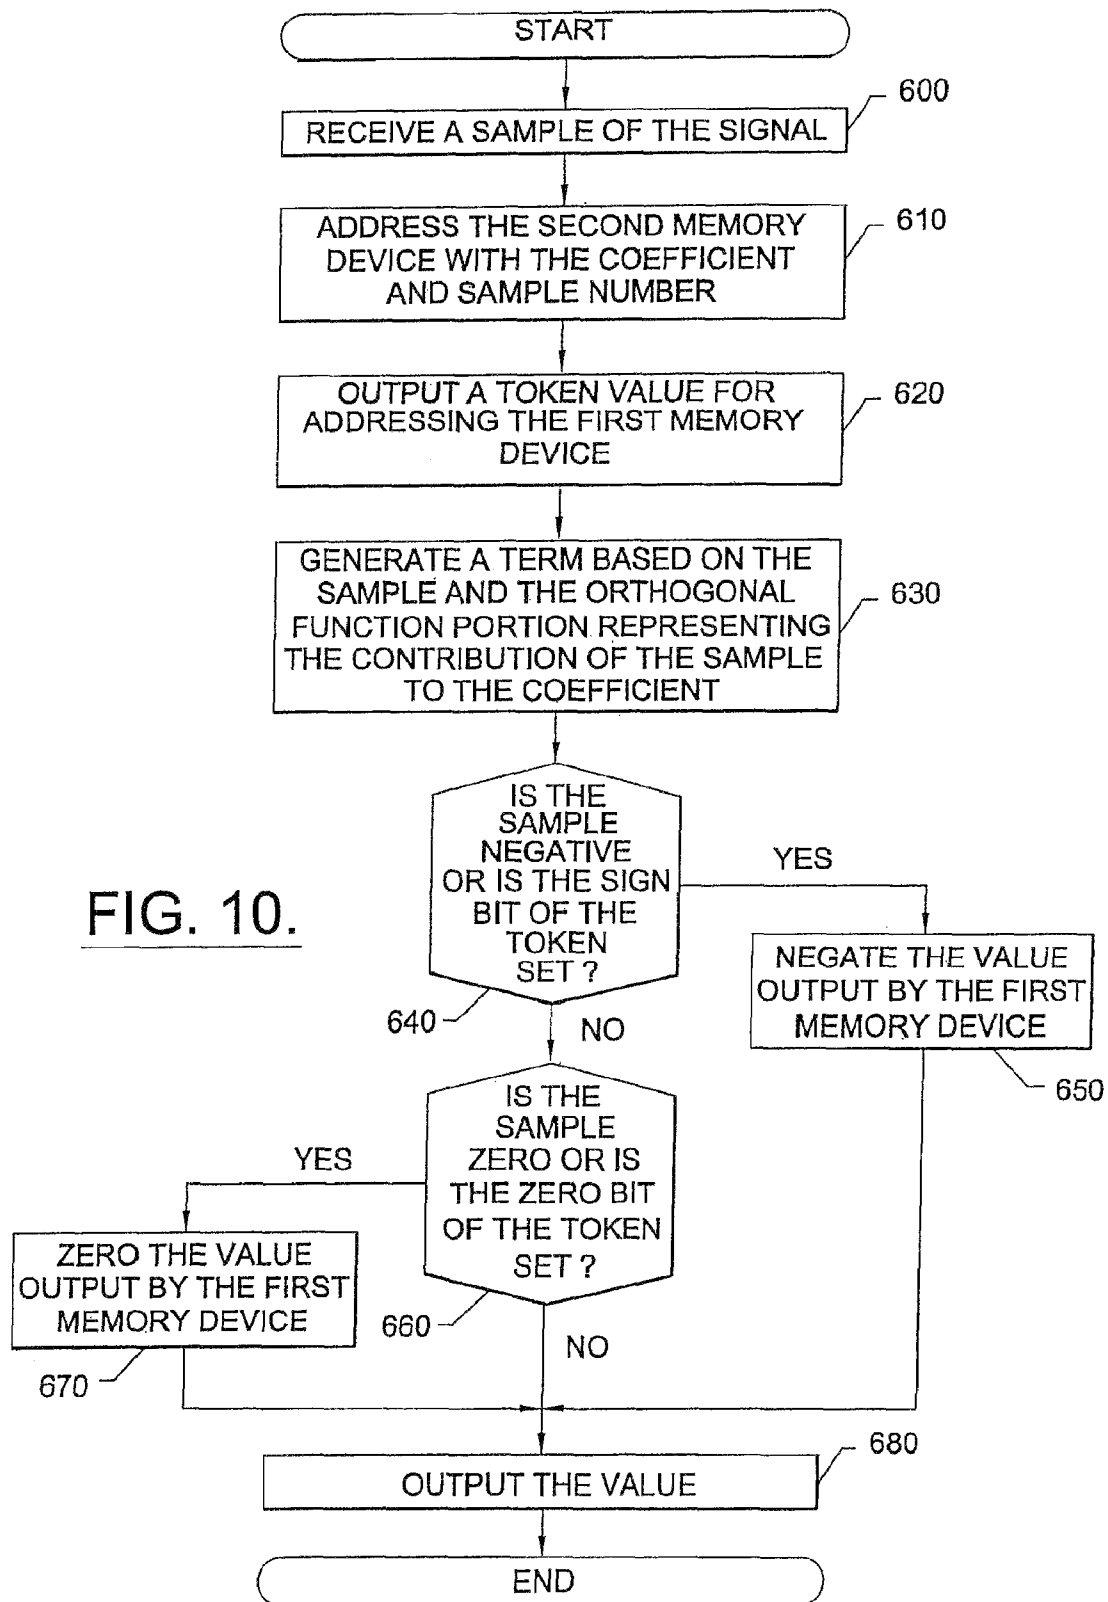 START
600
RECEIVE A SAMPLE OF THE SIGNAL
610
ADDRESS THE SECOND MEMORY
DEVICE WITH THE COEFFICIENT
AND SAMPLE NUMBER
620
OUTPUT A TOKEN VALUE FOR
ADDRESSING THE FIRST MEMORY
DEVICE
630
GENERATE A TERM BASED ON THE
SAMPLE AND THE ORTHOGONAL
FUNCTION PORTION REPRESENTING
THE CONTRIBUTION OF THE SAMPLE
TO THE COEFFICIENT
IS THE
SAMPLE
NEGATIVE
OR IS THE SIGN
BIT OF THE
TOKEN
SET ?
640
YES
FIG. 10.
NEGATE THE VALUE
OUTPUT BY THE FIRST
MEMORY DEVICE
650
NO
IS THE
SAMPLE
ZERO OR IS
THE ZERO BIT
OF THE TOKEN
SET ?
660
YES
ZERO THE VALUE
OUTPUT BY THE FIRST
MEMORY DEVICE
670
NO
680
OUTPUT THE VALUE
END